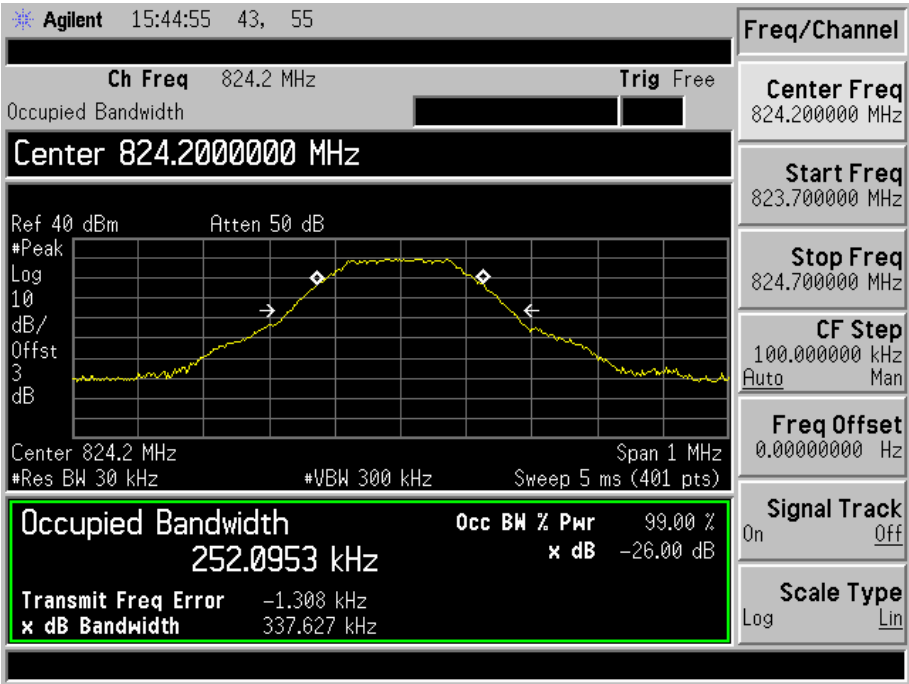 Agilent 15:44:55 43, 55
Ch Freq 824.2 MHz Trig Free
Occupied Bandwidth
Center 824.2000000 MHz
Ref 40 dBm Atten 50 dB
#Peak
Log
10
dB/
Offst
3
dB
Center 824.2 MHz Span 1 MHz
#Res BW 30 kHz #VBW 300 kHz Sweep 5 ms (401 pts)
Occupied Bandwidth Occ BW % Pwr 99.00 %
252.0953 kHz x dB -26.00 dB
Transmit Freq Error -1.308 kHz
x dB Bandwidth 337.627 kHz
Freq/Channel
Center Freq
824.200000 MHz
Start Freq
823.700000 MHz
Stop Freq
824.700000 MHz
CF Step
100.000000 kHz
Auto Man
Freq Offset
0.00000000 Hz
Signal Track
On Off
Scale Type
Log Lin